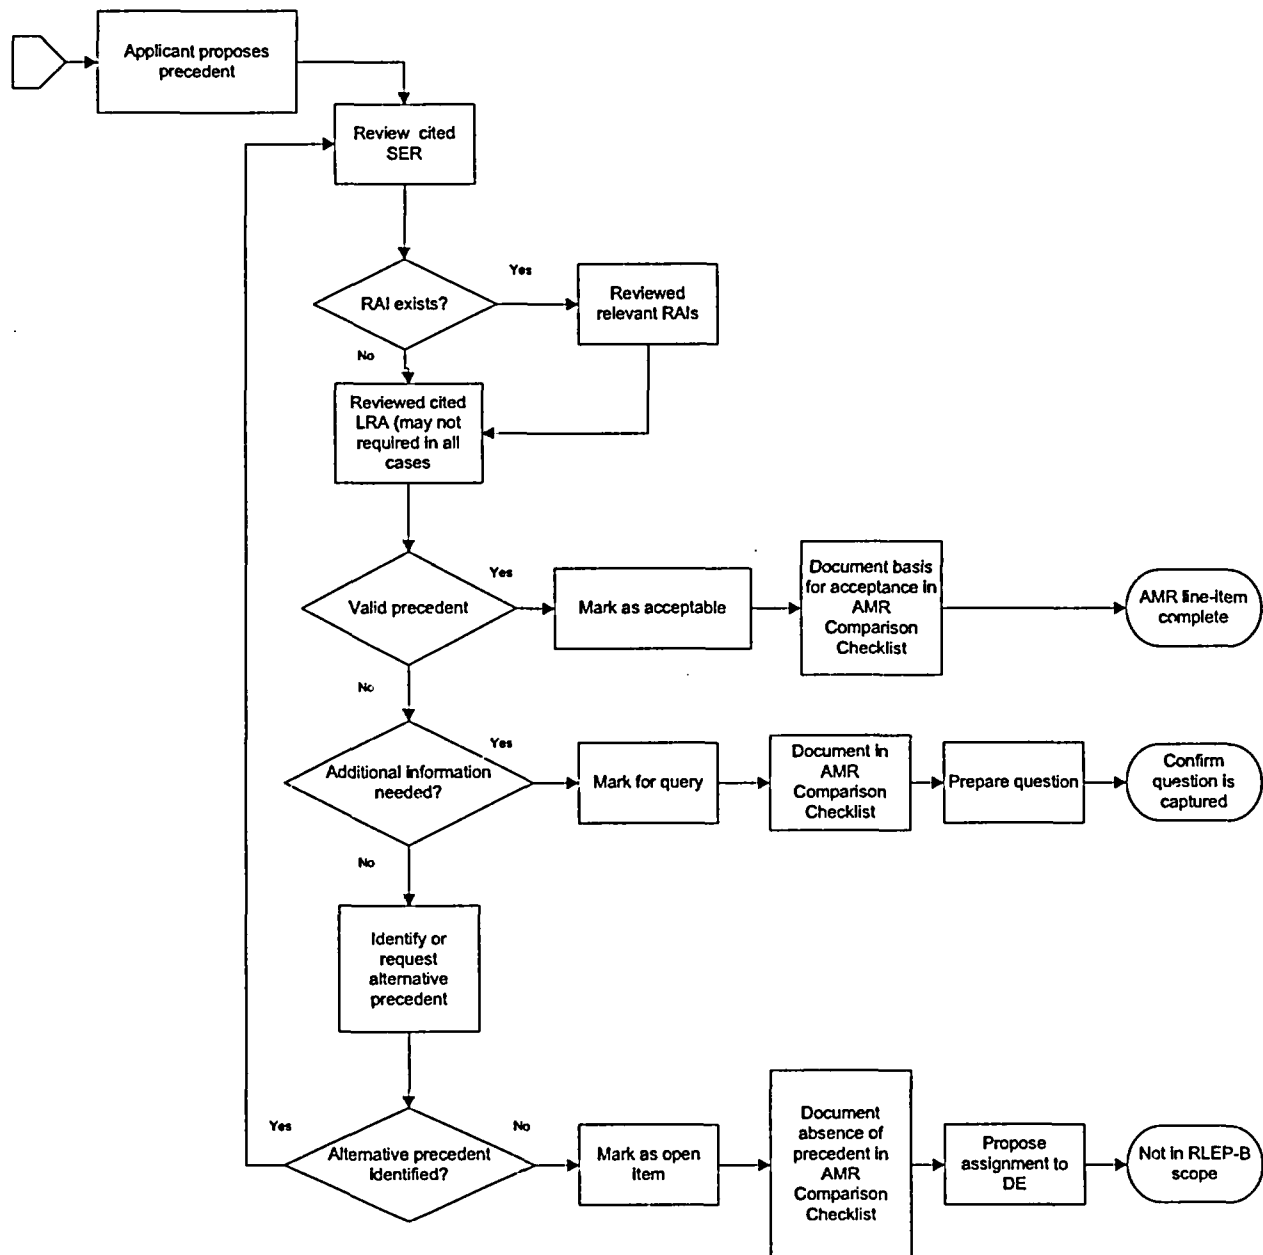 Applicant proposes
precedent
Review cited
SER
RAI exists?
Yes
Reviewed
relevant RAIs
No
Reviewed cited
LRA (may not
required in all
cases
Valid precedent
Yes
Mark as acceptable
Document basis
for acceptance in
AMR
Comparison
Checklist
AMR line-item
complete
No
Additional information
needed?
Yes
Mark for query
Document in
AMR
Comparison
Checklist
Prepare question
Confirm
question is
captured
No
Identify or
request
alternative
precedent
Yes
Alternative precedent
identified?
No
Mark as open
item
Document
absence of
precedent in
AMR
Comparison
Checklist
Propose
assignment to
DE
Not in RLEP-B
scope